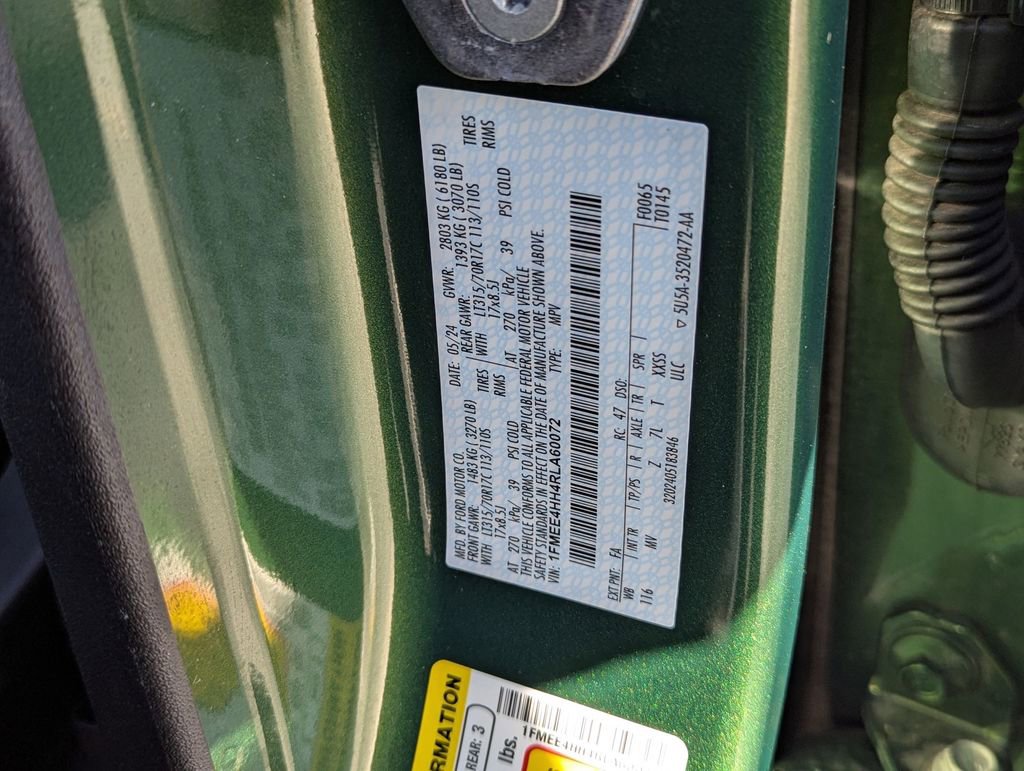 MFD. BY FORD MOTOR CO.
DATE: 05/24 GVWR: 2803 KG ( 6180 LB)
FRONT GAWR: 1483 KG ( 3270 LB)
REAR GAWR: 1393 KG ( 3070 LB)
WITH LT315/70R17C 113/110S TIRES
WITH LT315/70R17C 113/110S TIRES
17x8.5J RIMS
17x8.5J RIMS
AT 270 kPa/ 39 PSI COLD
AT 270 kPa/ 39 PSI COLD
THIS VEHICLE CONFORMS TO ALL APPLICABLE FEDERAL MOTOR VEHICLE
SAFETY STANDARDS IN EFFECT ON THE DATE OF MANUFACTURE SHOWN ABOVE.
VIN: 1FMEE4HH4RLA60072 TYPE: MPV
EXT PNT: FA RC: 47 DSO: F0065
WB INT TR TP/PS R AXLE TR SPR T0145
116 MV Z 7L T XXSS
3202405183846 ULC ▽ 5U5A-3520472-AA
RMATION
REAR: 3
lbs.